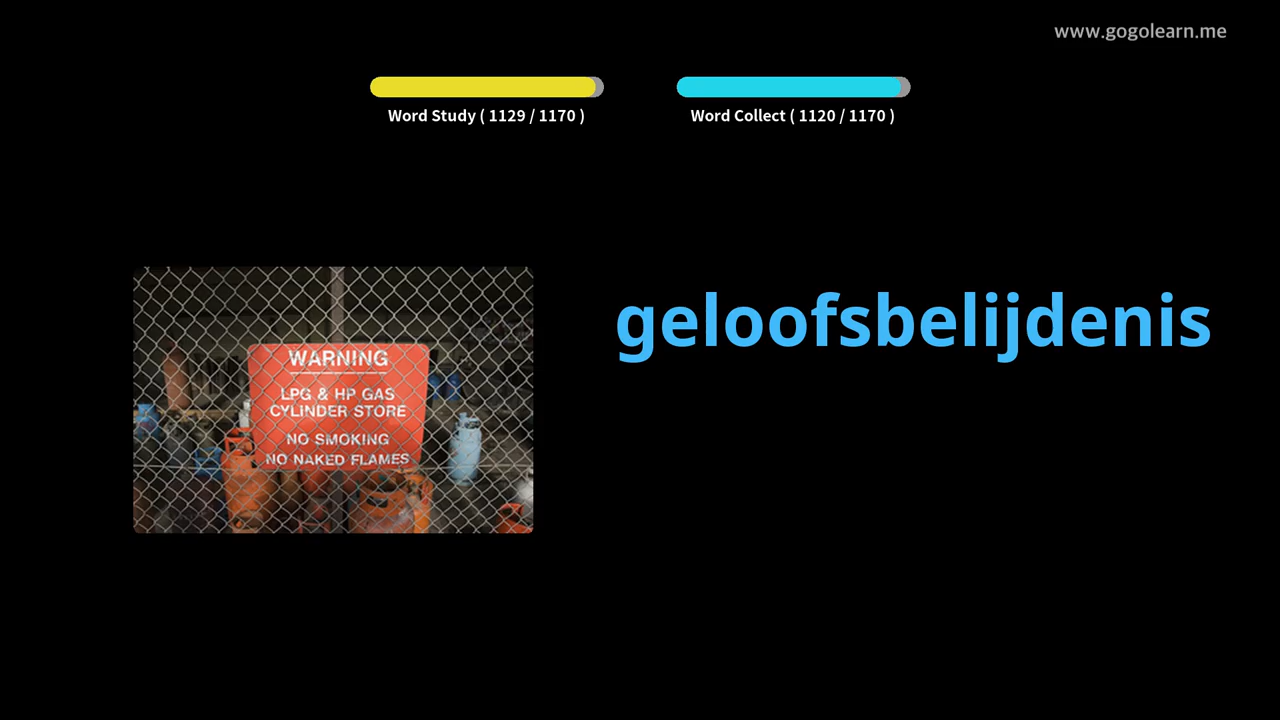 www.gogolearn.me
Word Study ( 1129 / 1170 )
Word Collect ( 1120 / 1170 )
geloofsbelijdenis
WARNING
LPG & HP GAS
CYLINDER STORE
NO SMOKING
NO NAKED FLAMES